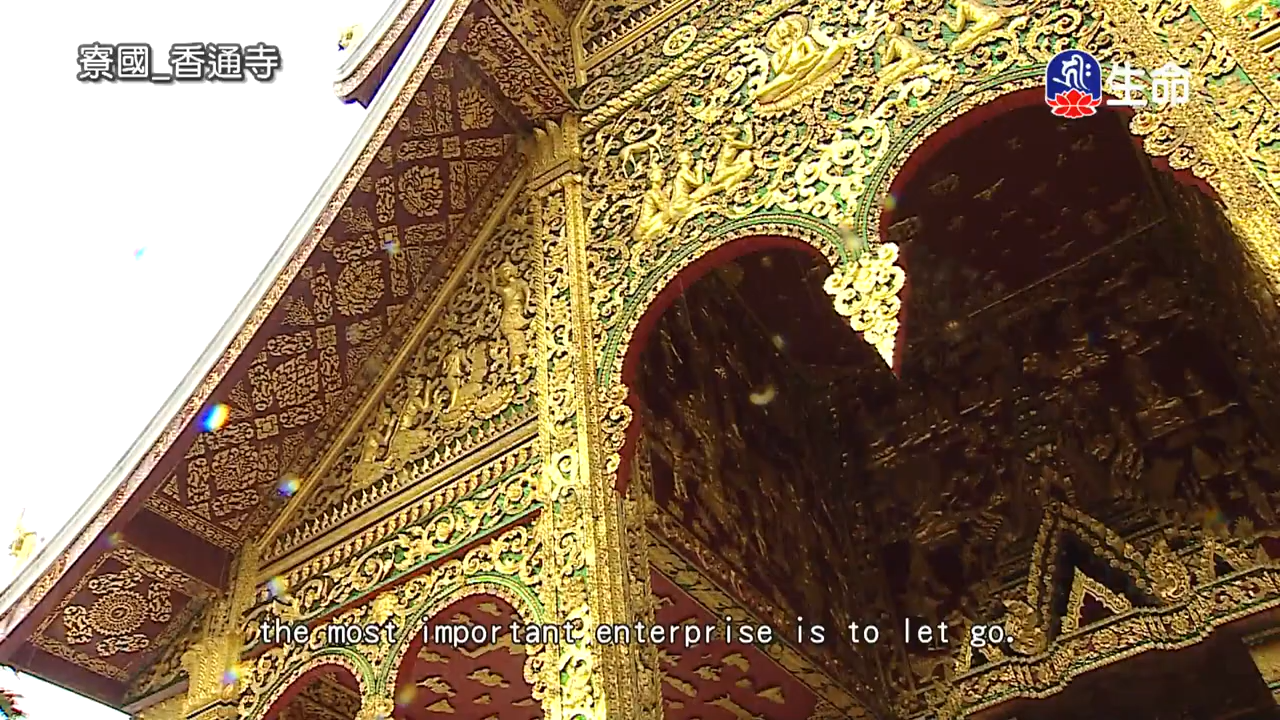 寮國_香通寺
生命
the most important enterprise is to let go.